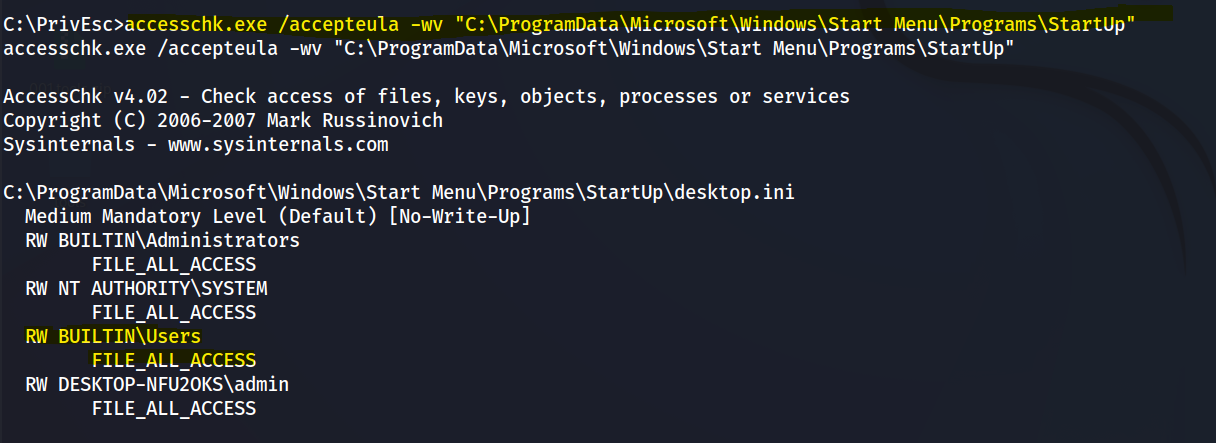 C:\PrivEsc>accesschk.exe /accepteula -wv "C:\ProgramData\Microsoft\Windows\Start Menu\Programs\StartUp"
accesschk.exe /accepteula -wv "C:\ProgramData\Microsoft\Windows\Start Menu\Programs\StartUp"
AccessChk v4.02 - Check access of files, keys, objects, processes or services
Copyright (C) 2006-2007 Mark Russinovich
Sysinternals - www.sysinternals.com
C:\ProgramData\Microsoft\Windows\Start Menu\Programs\StartUp\desktop.ini
Medium Mandatory Level (Default) [No-Write-Up]
RW BUILTIN\Administrators
FILE_ALL_ACCESS
RW NT AUTHORITY\SYSTEM
FILE_ALL_ACCESS
RW BUILTIN\Users
FILE_ALL_ACCESS
RW DESKTOP-NFU2OKS\admin
FILE_ALL_ACCESS